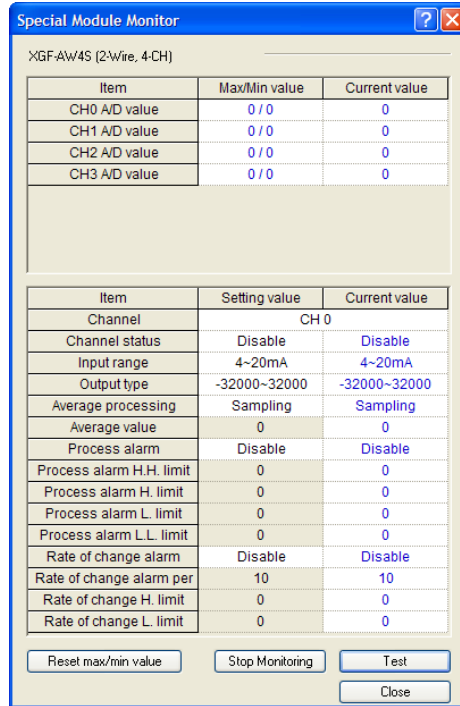 Special Module Monitor
XGF-AW4S (2-Wire, 4-CH)
Item Max/Min value Current value
CH0 A/D value 0 / 0 0
CH1 A/D value 0 / 0 0
CH2 A/D value 0 / 0 0
CH3 A/D value 0 / 0 0
Item Setting value Current value
Channel CH 0
Channel status Disable Disable
Input range 4~20mA 4~20mA
Output type -32000~32000 -32000~32000
Average processing Sampling Sampling
Average value 0 0
Process alarm Disable Disable
Process alarm H.H. limit 0 0
Process alarm H. limit 0 0
Process alarm L. limit 0 0
Process alarm L.L. limit 0 0
Rate of change alarm Disable Disable
Rate of change alarm per 10 10
Rate of change H. limit 0 0
Rate of change L. limit 0 0
Reset max/min value Stop Monitoring Test
Close